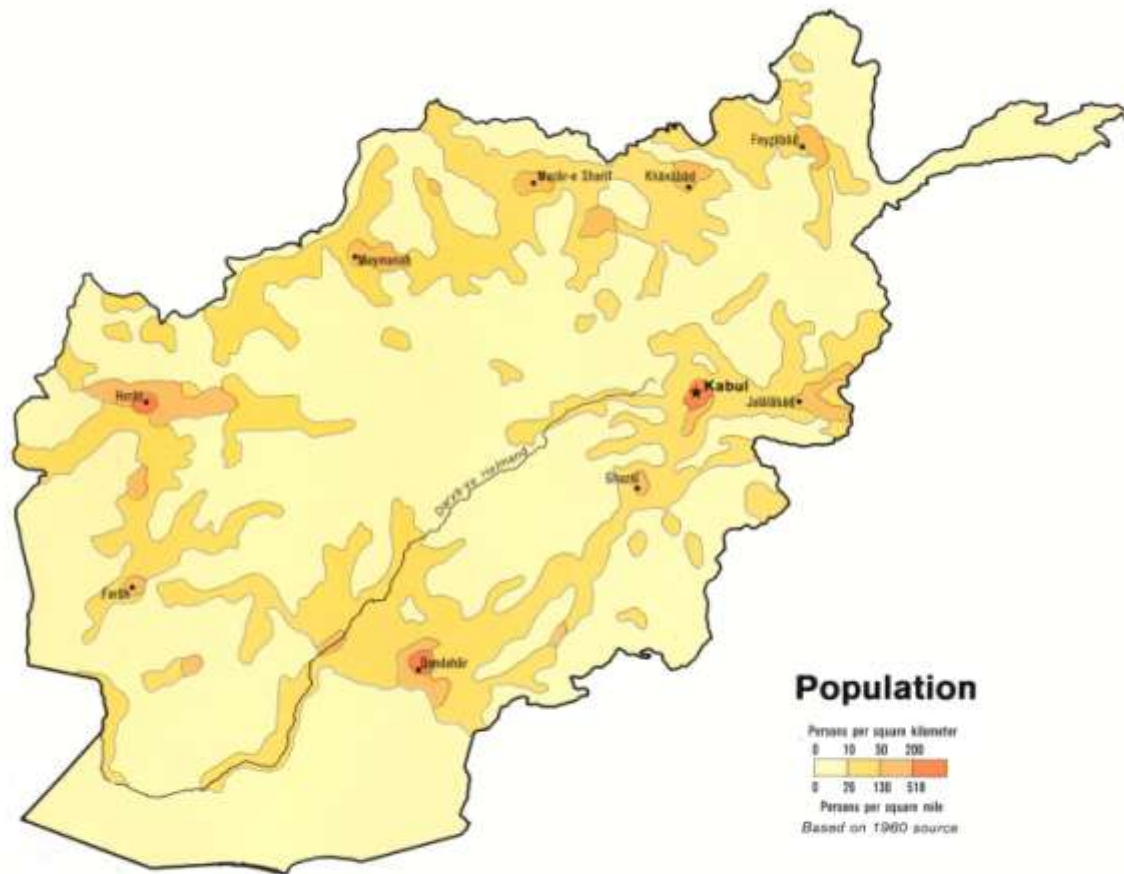 Feyzābād
Mazār-e Sharīf
Khānābād
Meymaneh
Kabul
Herāt
Jalālābād
Daryā-ye Helmand
Ghaznī
Farāh
Qandahār
Population
Persons per square kilometer
0 10 50 200
0 26 130 518
Persons per square mile
Based on 1960 source